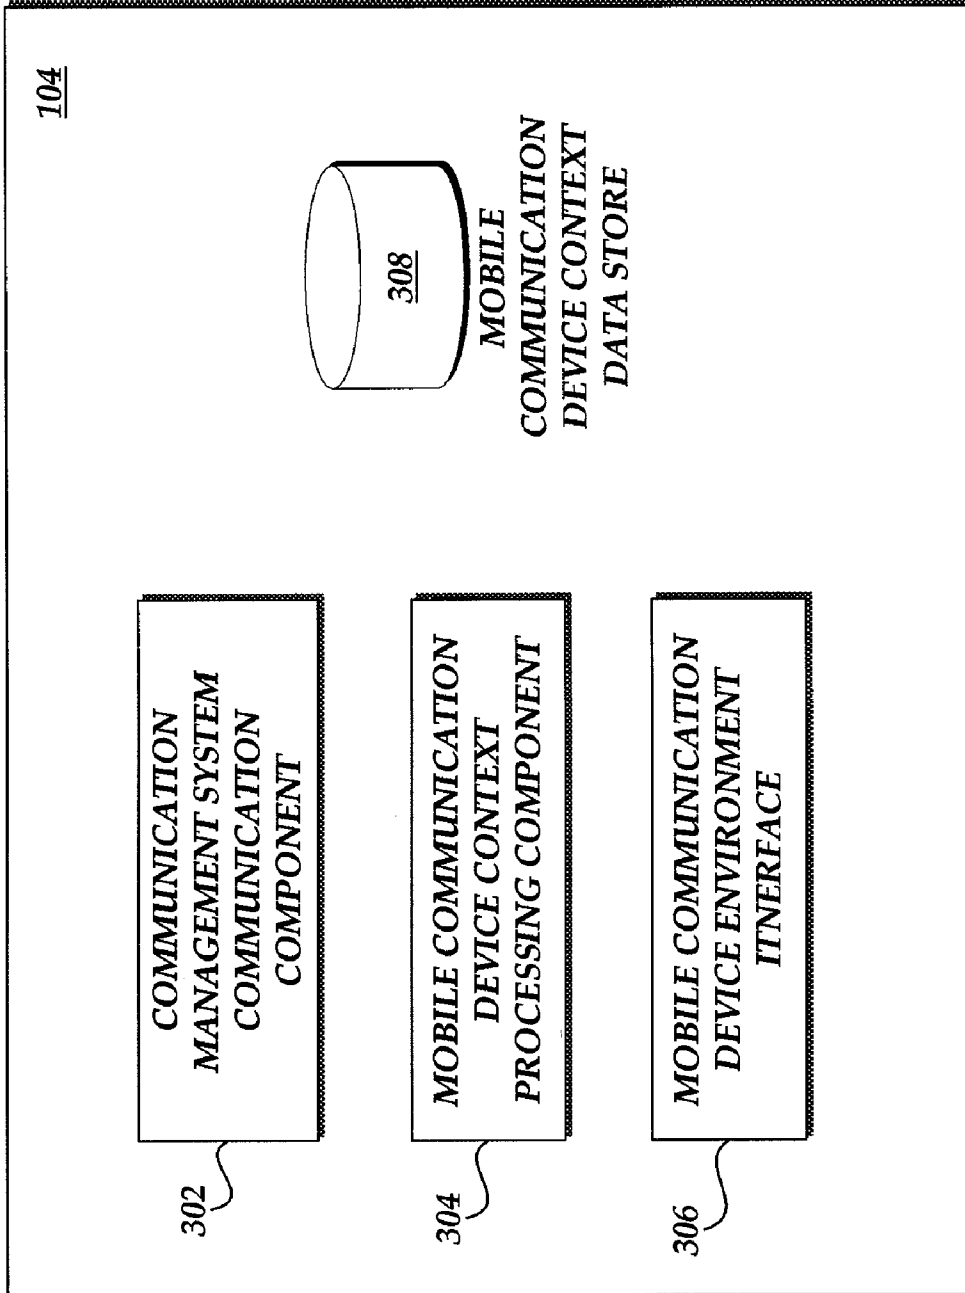 104
302
COMMUNICATION
MANAGEMENT SYSTEM
COMMUNICATION
COMPONENT
304
MOBILE COMMUNICATION
DEVICE CONTEXT
PROCESSING COMPONENT
306
MOBILE COMMUNICATION
DEVICE ENVIRONMENT
ITNERFACE
308
MOBILE
COMMUNICATION
DEVICE CONTEXT
DATA STORE